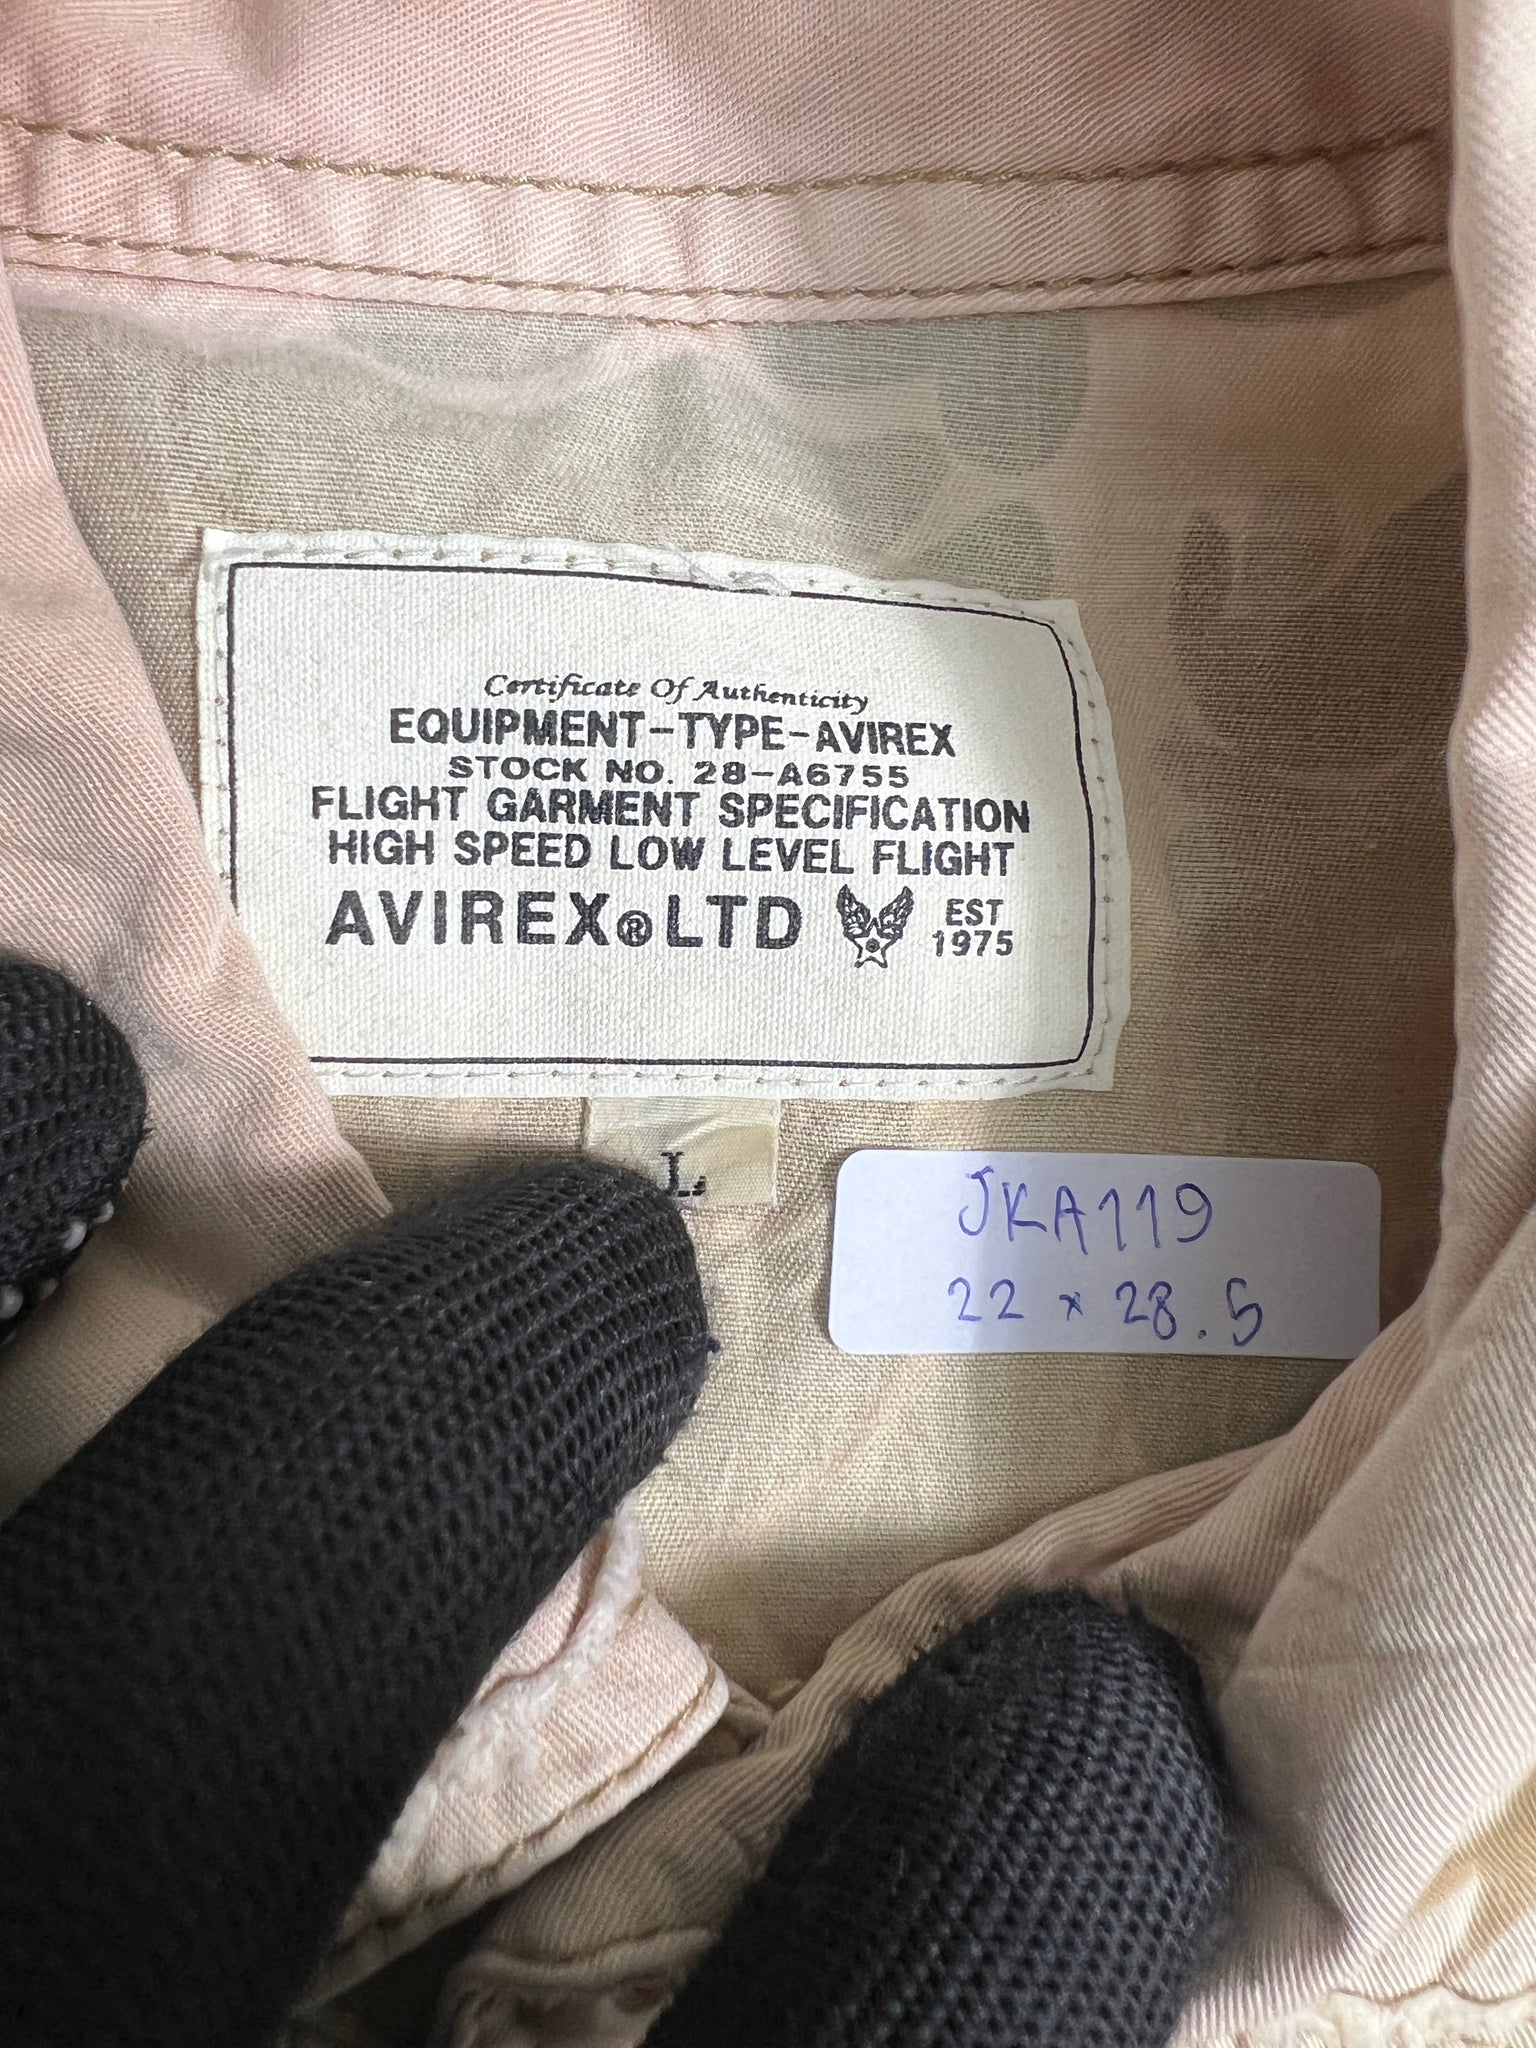 Certificate Of Authenticity
EQUIPMENT-TYPE-AVIREX
STOCK NO. 28-A6755
FLIGHT GARMENT SPECIFICATION
HIGH SPEED LOW LEVEL FLIGHT
AVIREX®LTD
EST
1975
L
JKA119
22 × 28.5